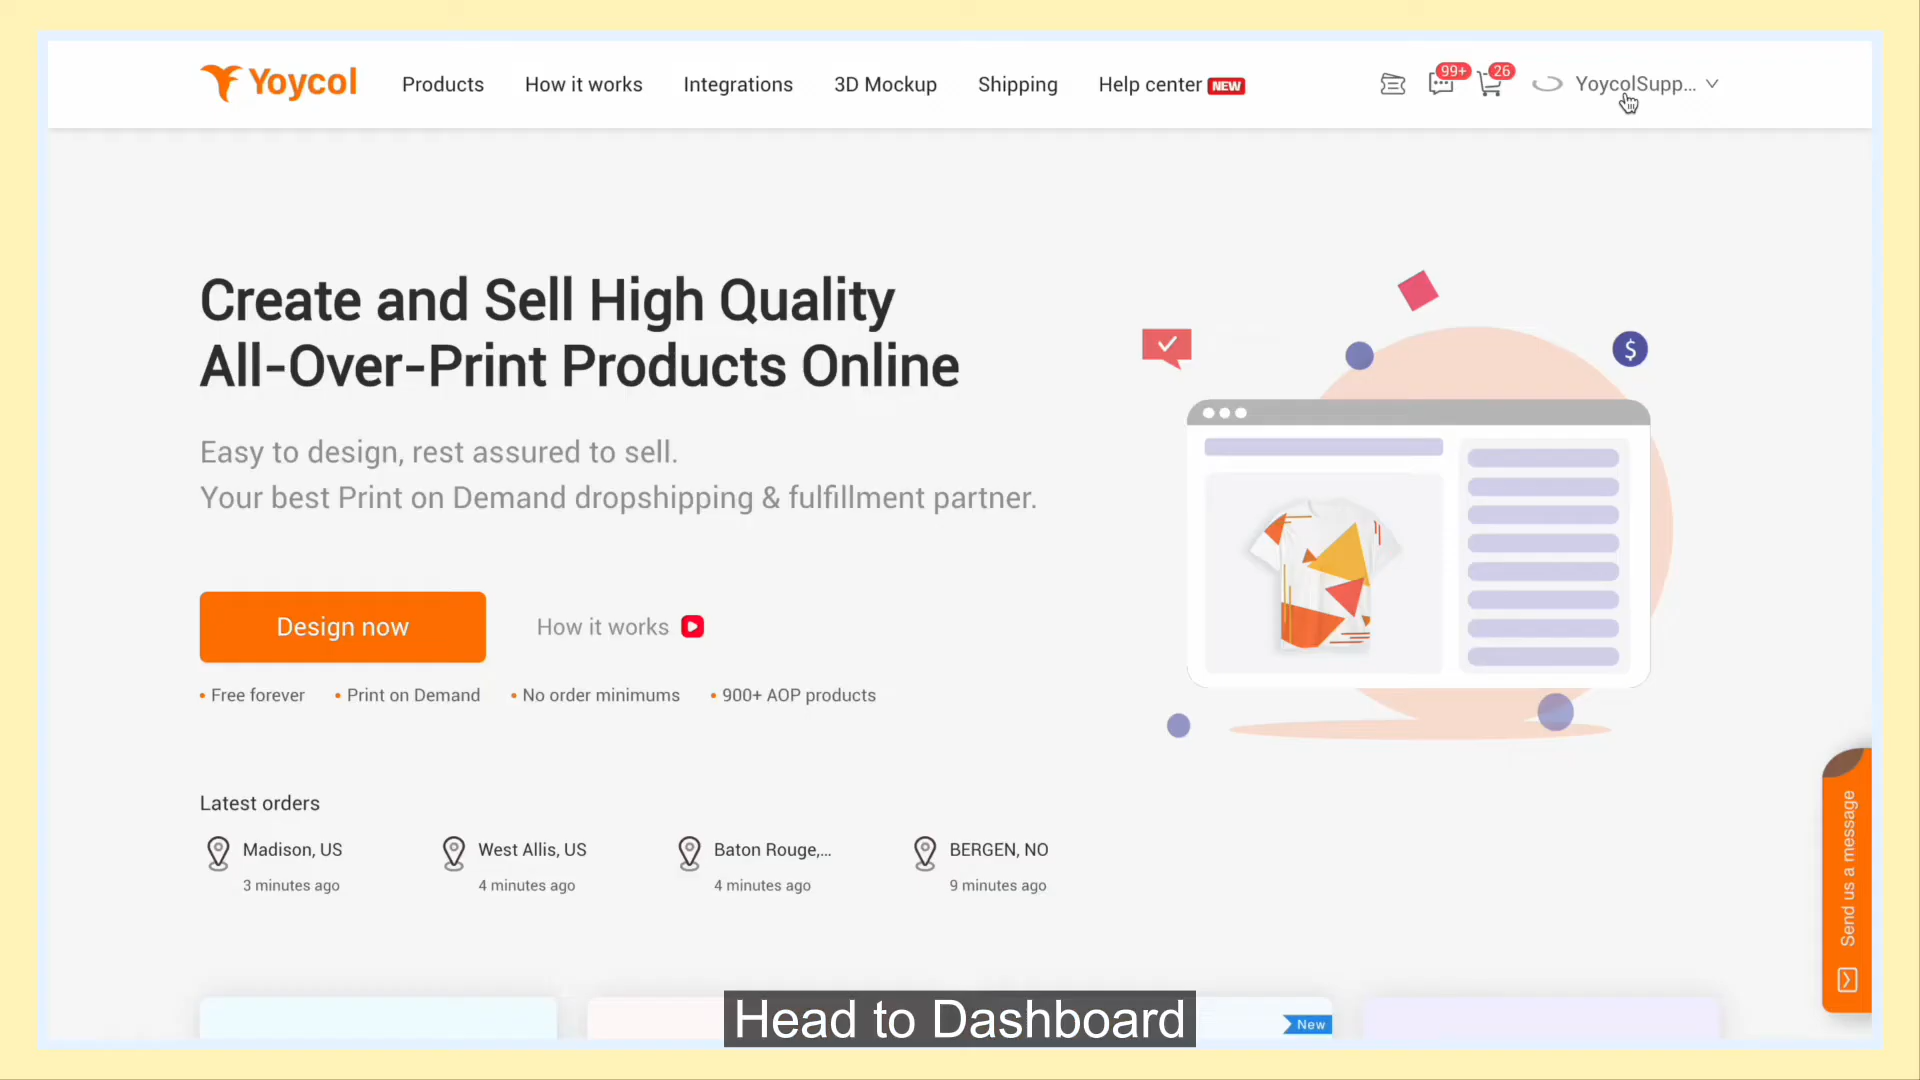 Yoycol
Products
How it works
Integrations
3D Mockup
Shipping
Help center NEW
99+
26
YoycolSupp...
Create and Sell High Quality
All-Over-Print Products Online
Easy to design, rest assured to sell.
Your best Print on Demand dropshipping & fulfillment partner.
$
Design now
How it works
• Free forever
• Print on Demand
• No order minimums
• 900+ AOP products
Latest orders
Madison, US
3 minutes ago
West Allis, US
4 minutes ago
Baton Rouge,...
4 minutes ago
BERGEN, NO
9 minutes ago
Send us a message
New
Head to Dashboard